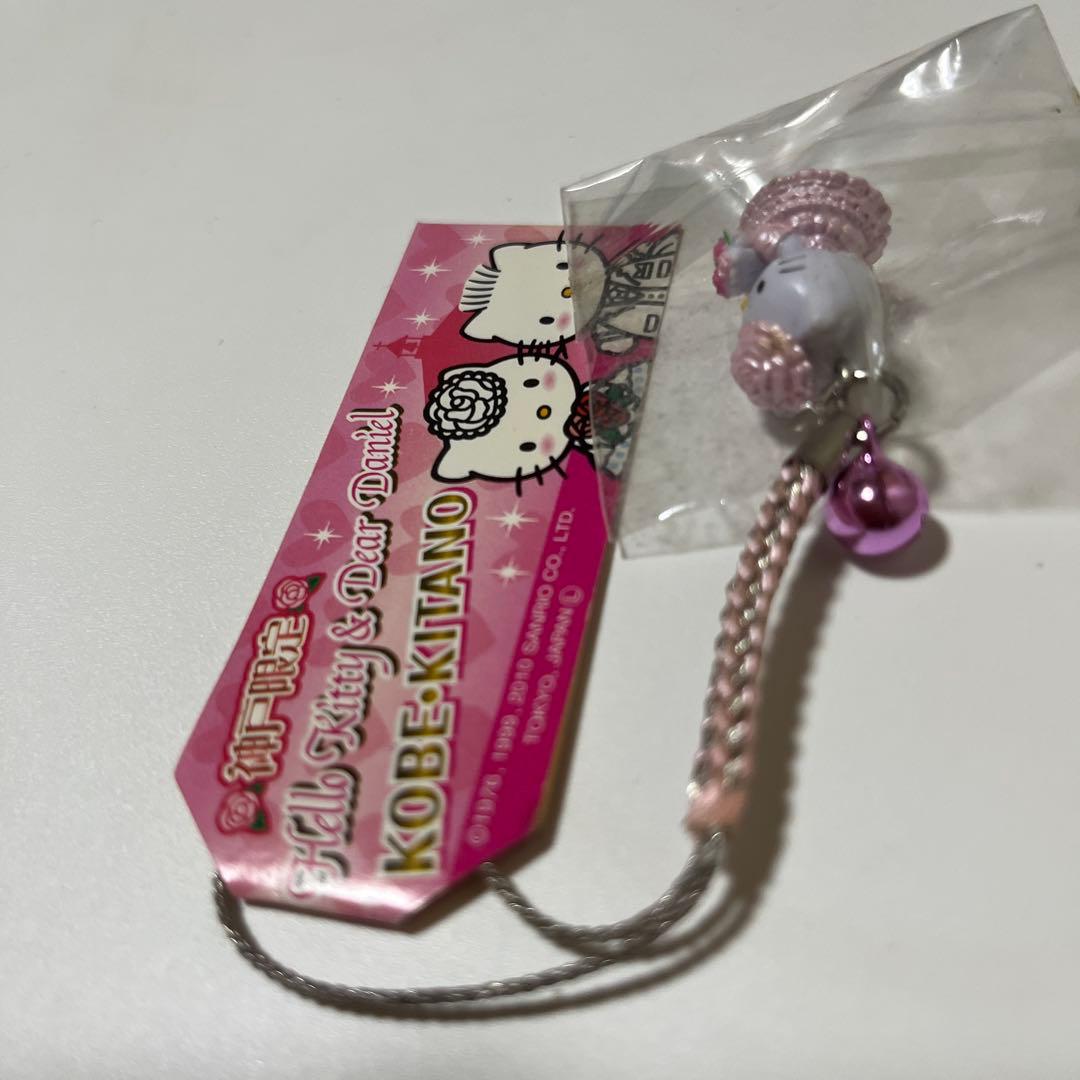 神戸限定
Hello Kitty & Dear Daniel
KOBE・KITANO
©1976, 1999, 2010 SANRIO CO., LTD.
TOKYO, JAPAN Ⓛ